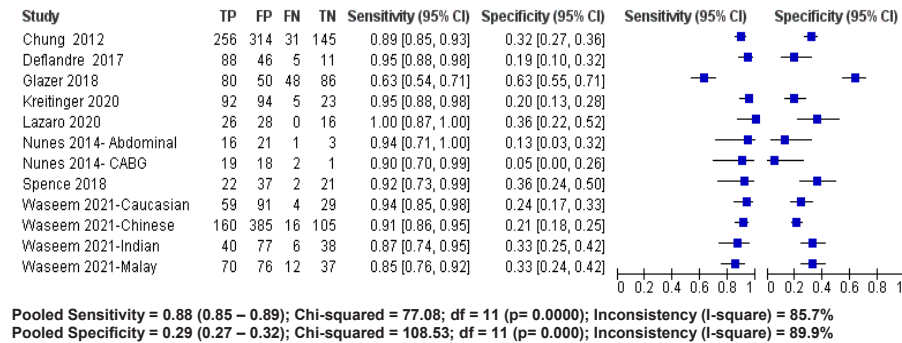 Study TP FP FN TN Sensitivity (95% CI) Specificity (95% CI) Sensitivity (95% CI) Specificity (95% CI)
Chung 2012 256 314 31 145 0.89 [0.85, 0.93] 0.32 [0.27, 0.36]
Deflandre 2017 88 46 5 11 0.95 [0.88, 0.98] 0.19 [0.10, 0.32]
Glazer 2018 80 50 48 86 0.63 [0.54, 0.71] 0.63 [0.55, 0.71]
Kreitinger 2020 92 94 5 23 0.95 [0.88, 0.98] 0.20 [0.13, 0.28]
Lazaro 2020 26 28 0 16 1.00 [0.87, 1.00] 0.36 [0.22, 0.52]
Nunes 2014- Abdominal 16 21 1 3 0.94 [0.71, 1.00] 0.13 [0.03, 0.32]
Nunes 2014- CABG 19 18 2 1 0.90 [0.70, 0.99] 0.05 [0.00, 0.26]
Spence 2018 22 37 2 21 0.92 [0.73, 0.99] 0.36 [0.24, 0.50]
Waseem 2021-Caucasian 59 91 4 29 0.94 [0.85, 0.98] 0.24 [0.17, 0.33]
Waseem 2021-Chinese 160 385 16 105 0.91 [0.86, 0.95] 0.21 [0.18, 0.25]
Waseem 2021-Indian 40 77 6 38 0.87 [0.74, 0.95] 0.33 [0.25, 0.42]
Waseem 2021-Malay 70 76 12 37 0.85 [0.76, 0.92] 0.33 [0.24, 0.42]
0 0.2 0.4 0.6 0.8 1 0 0.2 0.4 0.6 0.8 1
Pooled Sensitivity = 0.88 (0.85 – 0.89); Chi-squared = 77.08; df = 11 (p= 0.0000); Inconsistency (I-square) = 85.7%
Pooled Specificity = 0.29 (0.27 – 0.32); Chi-squared = 108.53; df = 11 (p= 0.000); Inconsistency (I-square) = 89.9%